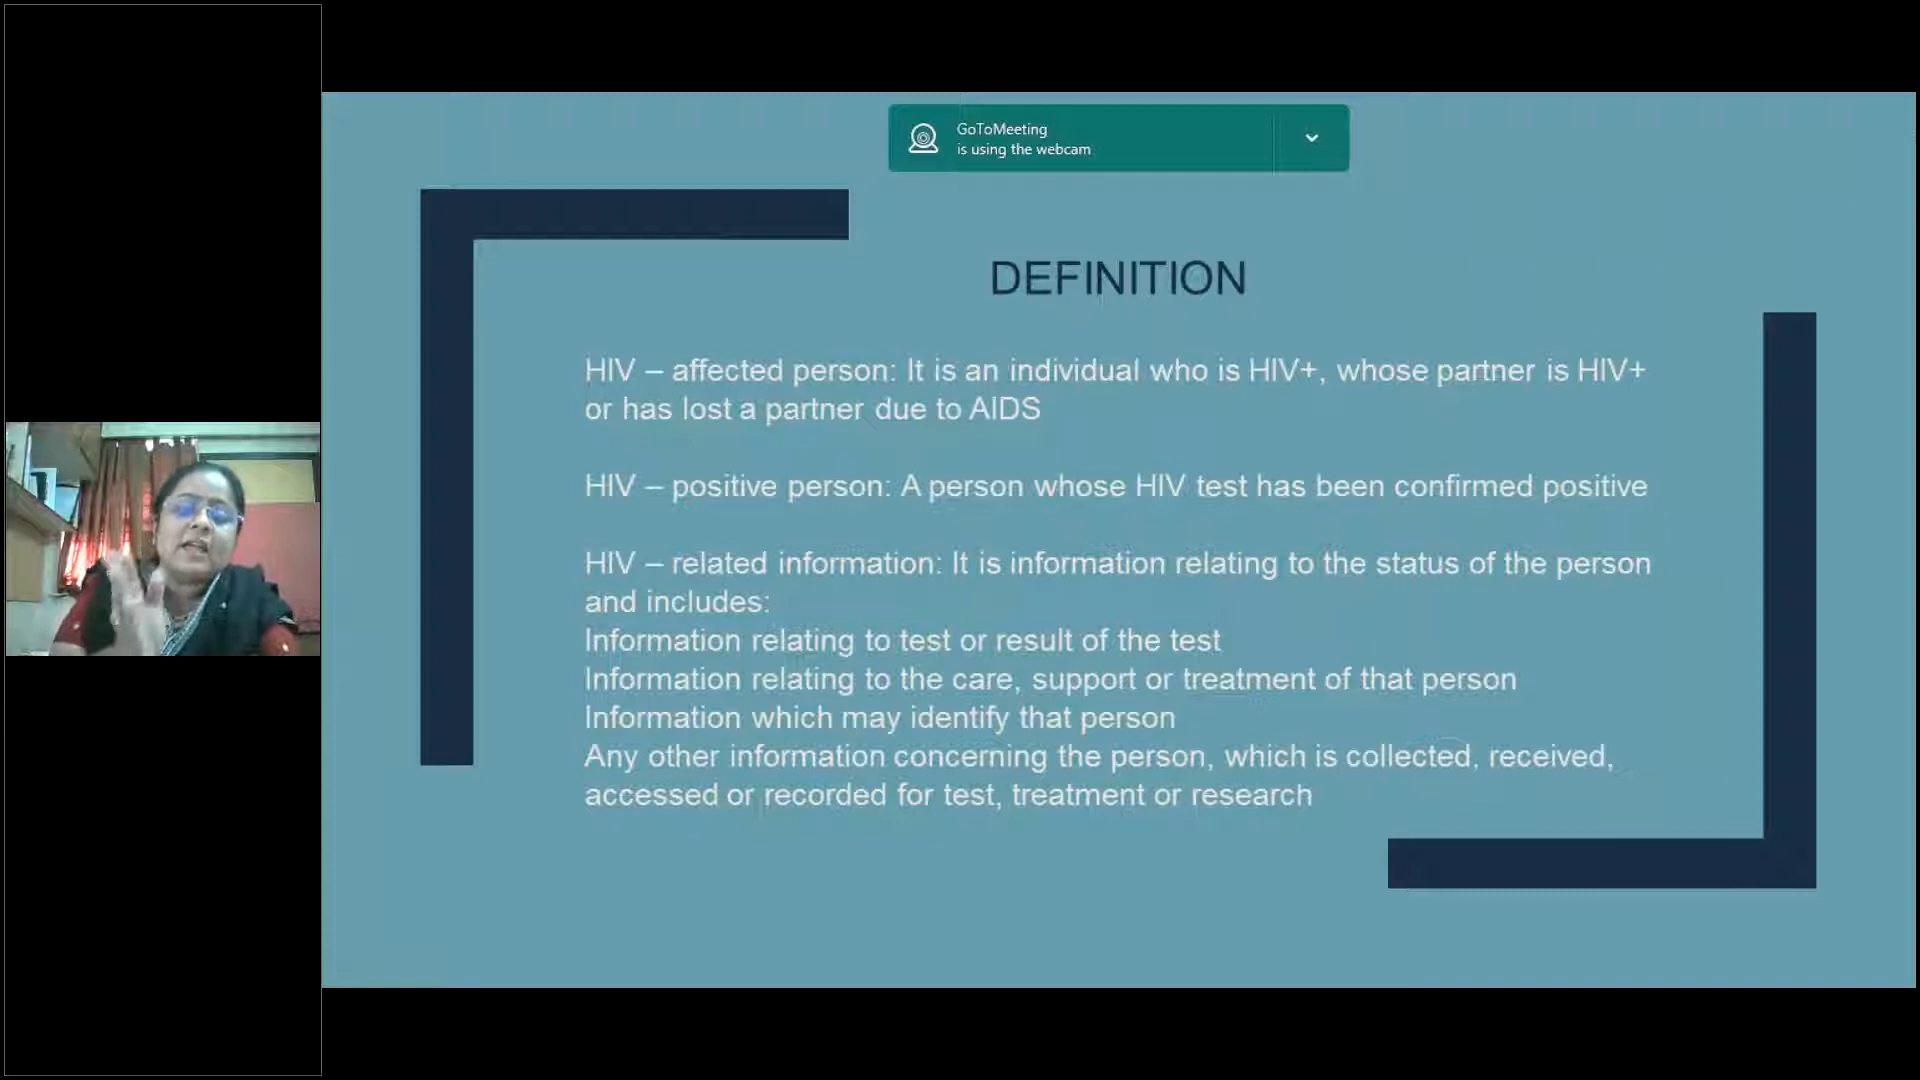 GoToMeeting
is using the webcam
DEFINITION
HIV – affected person: It is an individual who is HIV+, whose partner is HIV+
or has lost a partner due to AIDS
HIV – positive person: A person whose HIV test has been confirmed positive
HIV – related information: It is information relating to the status of the person
and includes:
Information relating to test or result of the test
Information relating to the care, support or treatment of that person
Information which may identify that person
Any other information concerning the person, which is collected, received,
accessed or recorded for test, treatment or research